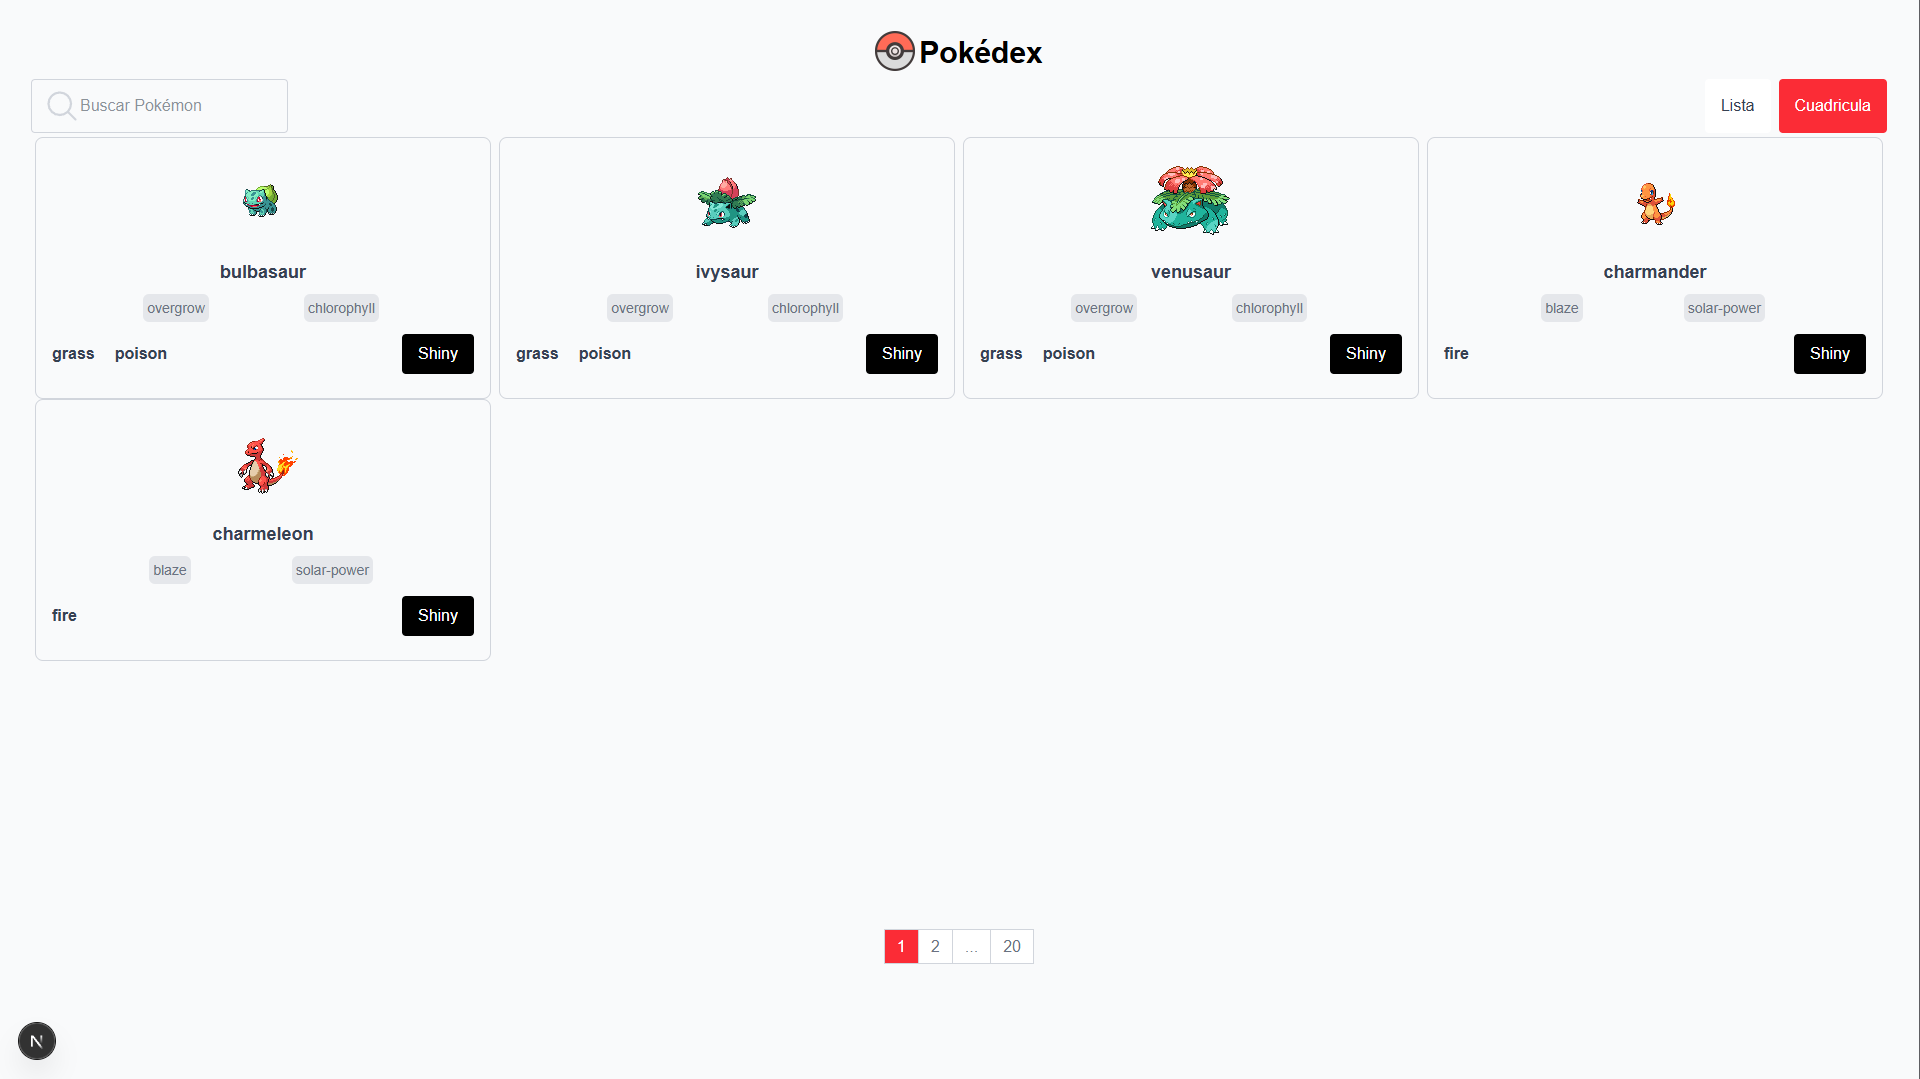 Pokédex
Buscar Pokémon
Lista
Cuadricula
bulbasaur
overgrow chlorophyll
grass poison Shiny
ivysaur
overgrow chlorophyll
grass poison Shiny
venusaur
overgrow chlorophyll
grass poison Shiny
charmander
blaze solar-power
fire Shiny
charmeleon
blaze solar-power
fire Shiny
1 2 ... 20
N